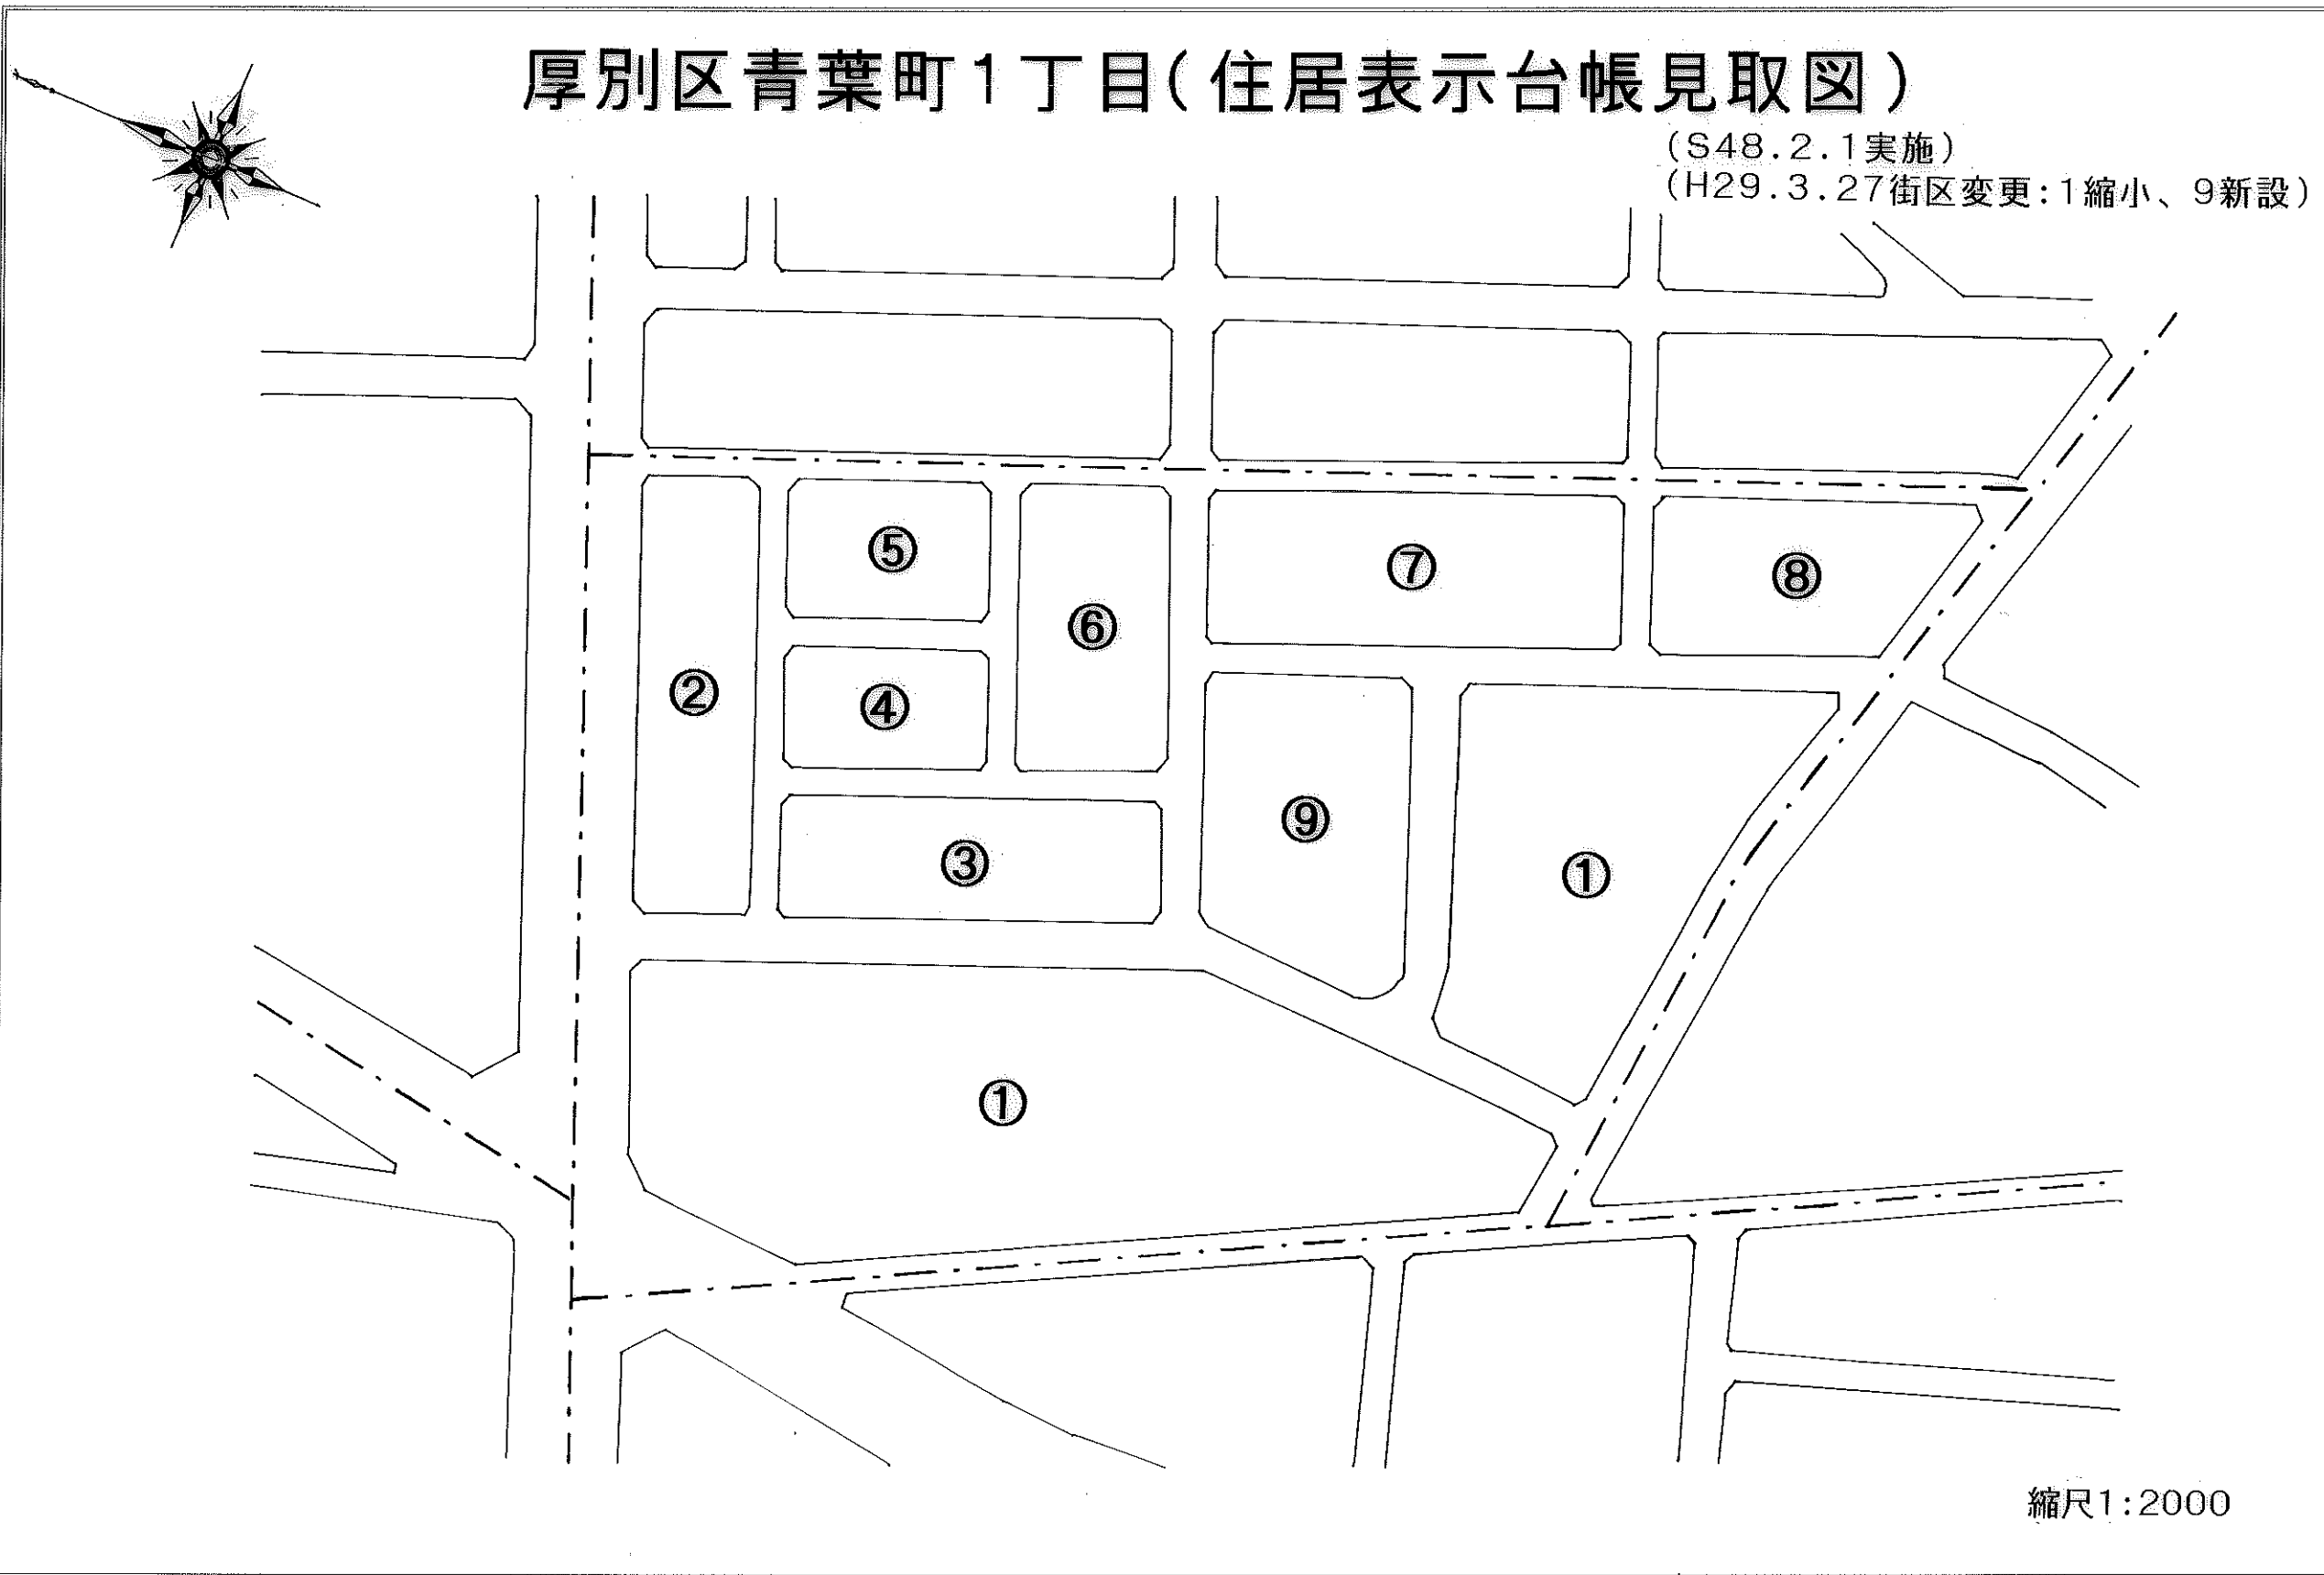 厚別区青葉町1丁目(住居表示台帳見取図)
(S48.2.1実施)
(H29.3.27街区変更:1縮小、9新設)
⑤
⑦
⑧
⑥
②
④
⑨
③
①
①
縮尺1:2000